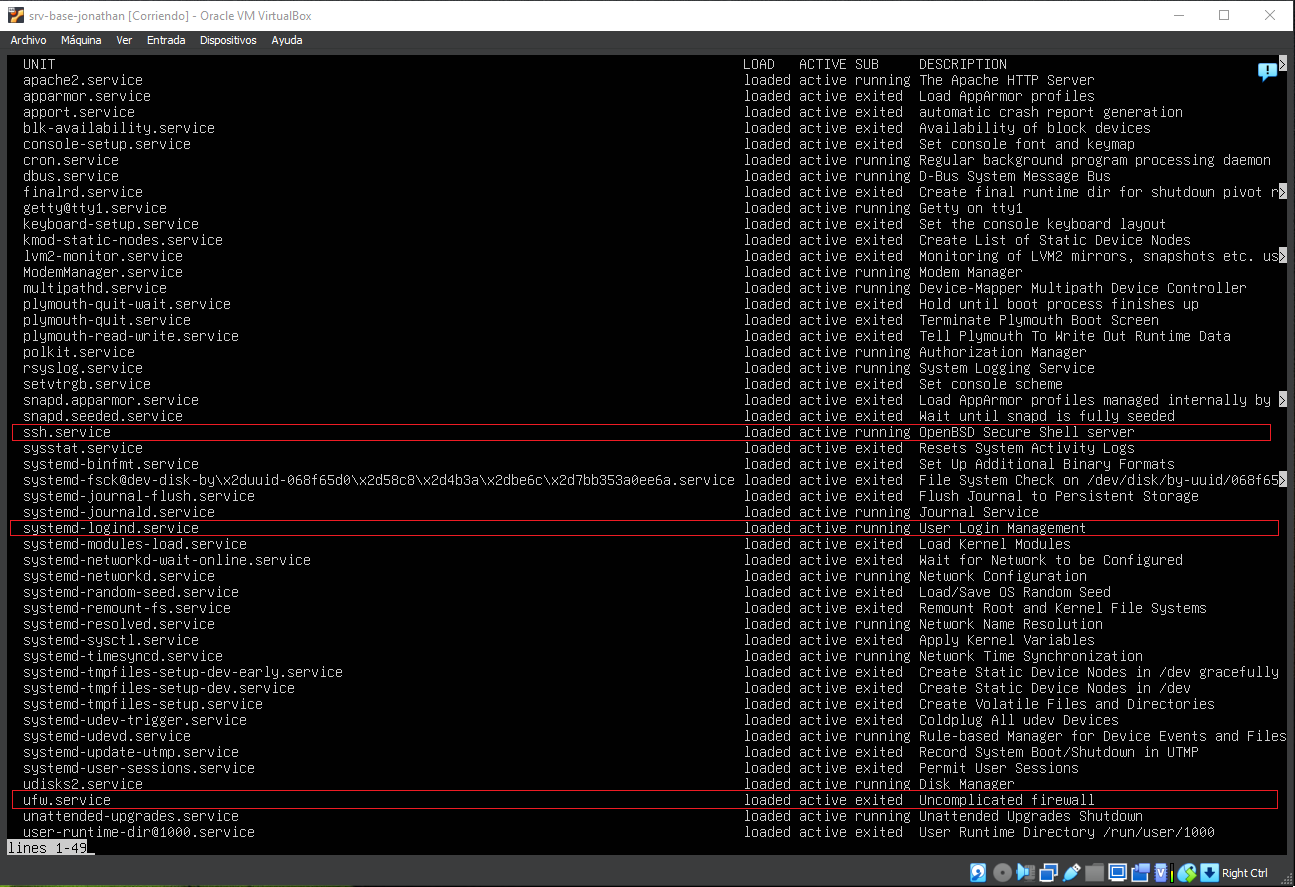 srv-base-jonathan [Corriendo] - Oracle VM VirtualBox
Archivo Máquina Ver Entrada Dispositivos Ayuda
UNIT LOAD ACTIVE SUB DESCRIPTION
apache2.service loaded active running The Apache HTTP Server
apparmor.service loaded active exited Load AppArmor profiles
apport.service loaded active exited automatic crash report generation
blk-availability.service loaded active exited Availability of block devices
console-setup.service loaded active exited Set console font and keymap
cron.service loaded active running Regular background program processing daemon
dbus.service loaded active running D-Bus System Message Bus
finalrd.service loaded active exited Create final runtime dir for shutdown pivot r>
getty@tty1.service loaded active running Getty on tty1
keyboard-setup.service loaded active exited Set the console keyboard layout
kmod-static-nodes.service loaded active exited Create List of Static Device Nodes
lvm2-monitor.service loaded active exited Monitoring of LVM2 mirrors, snapshots etc. us>
ModemManager.service loaded active running Modem Manager
multipathd.service loaded active running Device-Mapper Multipath Device Controller
plymouth-quit-wait.service loaded active exited Hold until boot process finishes up
plymouth-quit.service loaded active exited Terminate Plymouth Boot Screen
plymouth-read-write.service loaded active exited Tell Plymouth To Write Out Runtime Data
polkit.service loaded active running Authorization Manager
rsyslog.service loaded active running System Logging Service
setvtrgb.service loaded active exited Set console scheme
snapd.apparmor.service loaded active exited Load AppArmor profiles managed internally by >
snapd.seeded.service loaded active exited Wait until snapd is fully seeded
ssh.service loaded active running OpenBSD Secure Shell server
sysstat.service loaded active exited Resets System Activity Logs
systemd-binfmt.service loaded active exited Set Up Additional Binary Formats
systemd-fsck@dev-disk-by\x2duuid-068f65d0\x2d58c8\x2d4b3a\x2dbe6c\x2d7bb353a0ee6a.service loaded active exited File System Check on /dev/disk/by-uuid/068f65>
systemd-journal-flush.service loaded active exited Flush Journal to Persistent Storage
systemd-journald.service loaded active running Journal Service
systemd-logind.service loaded active running User Login Management
systemd-modules-load.service loaded active exited Load Kernel Modules
systemd-networkd-wait-online.service loaded active exited Wait for Network to be Configured
systemd-networkd.service loaded active running Network Configuration
systemd-random-seed.service loaded active exited Load/Save OS Random Seed
systemd-remount-fs.service loaded active exited Remount Root and Kernel File Systems
systemd-resolved.service loaded active running Network Name Resolution
systemd-sysctl.service loaded active exited Apply Kernel Variables
systemd-timesyncd.service loaded active running Network Time Synchronization
systemd-tmpfiles-setup-dev-early.service loaded active exited Create Static Device Nodes in /dev gracefully
systemd-tmpfiles-setup-dev.service loaded active exited Create Static Device Nodes in /dev
systemd-tmpfiles-setup.service loaded active exited Create Volatile Files and Directories
systemd-udev-trigger.service loaded active exited Coldplug All udev Devices
systemd-udevd.service loaded active running Rule-based Manager for Device Events and Files
systemd-update-utmp.service loaded active exited Record System Boot/Shutdown in UTMP
systemd-user-sessions.service loaded active exited Permit User Sessions
udisks2.service loaded active running Disk Manager
ufw.service loaded active exited Uncomplicated firewall
unattended-upgrades.service loaded active running Unattended Upgrades Shutdown
user-runtime-dir@1000.service loaded active exited User Runtime Directory /run/user/1000
lines 1-49
Right Ctrl